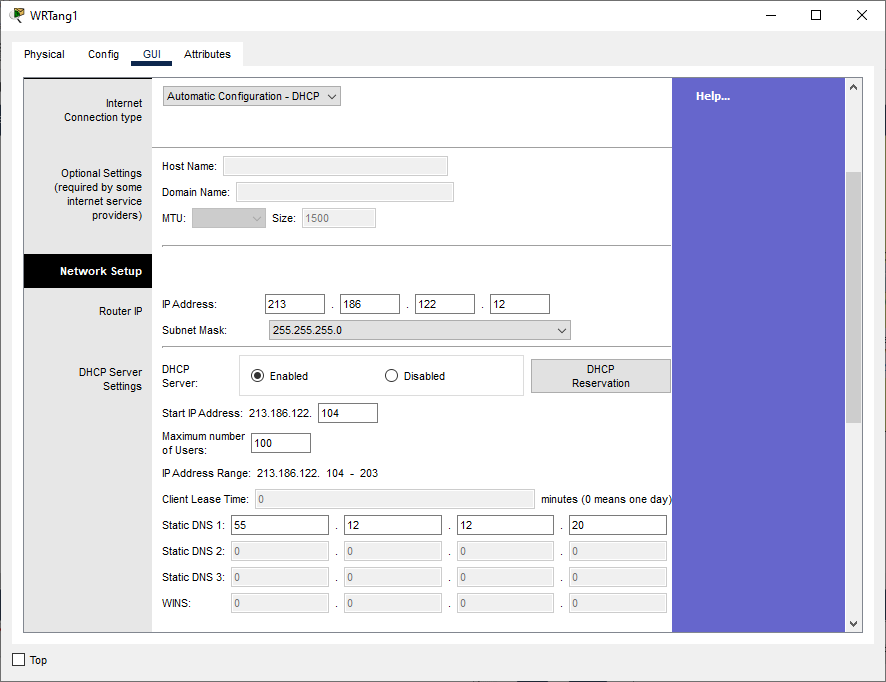 WRTang1
Physical Config GUI Attributes
Internet
Connection type
Automatic Configuration - DHCP
Help...
Optional Settings
(required by some
internet service
providers)
Host Name:
Domain Name:
MTU: Size: 1500
Network Setup
Router IP
IP Address: 213 . 186 . 122 . 12
Subnet Mask: 255.255.255.0
DHCP Server
Settings
DHCP
Server:
Enabled Disabled
DHCP
Reservation
Start IP Address: 213.186.122. 104
Maximum number
of Users:
100
IP Address Range: 213.186.122. 104 - 203
Client Lease Time: 0 minutes (0 means one day)
Static DNS 1: 55 . 12 . 12 . 20
Static DNS 2: 0 . 0 . 0 . 0
Static DNS 3: 0 . 0 . 0 . 0
WINS: 0 . 0 . 0 . 0
Top